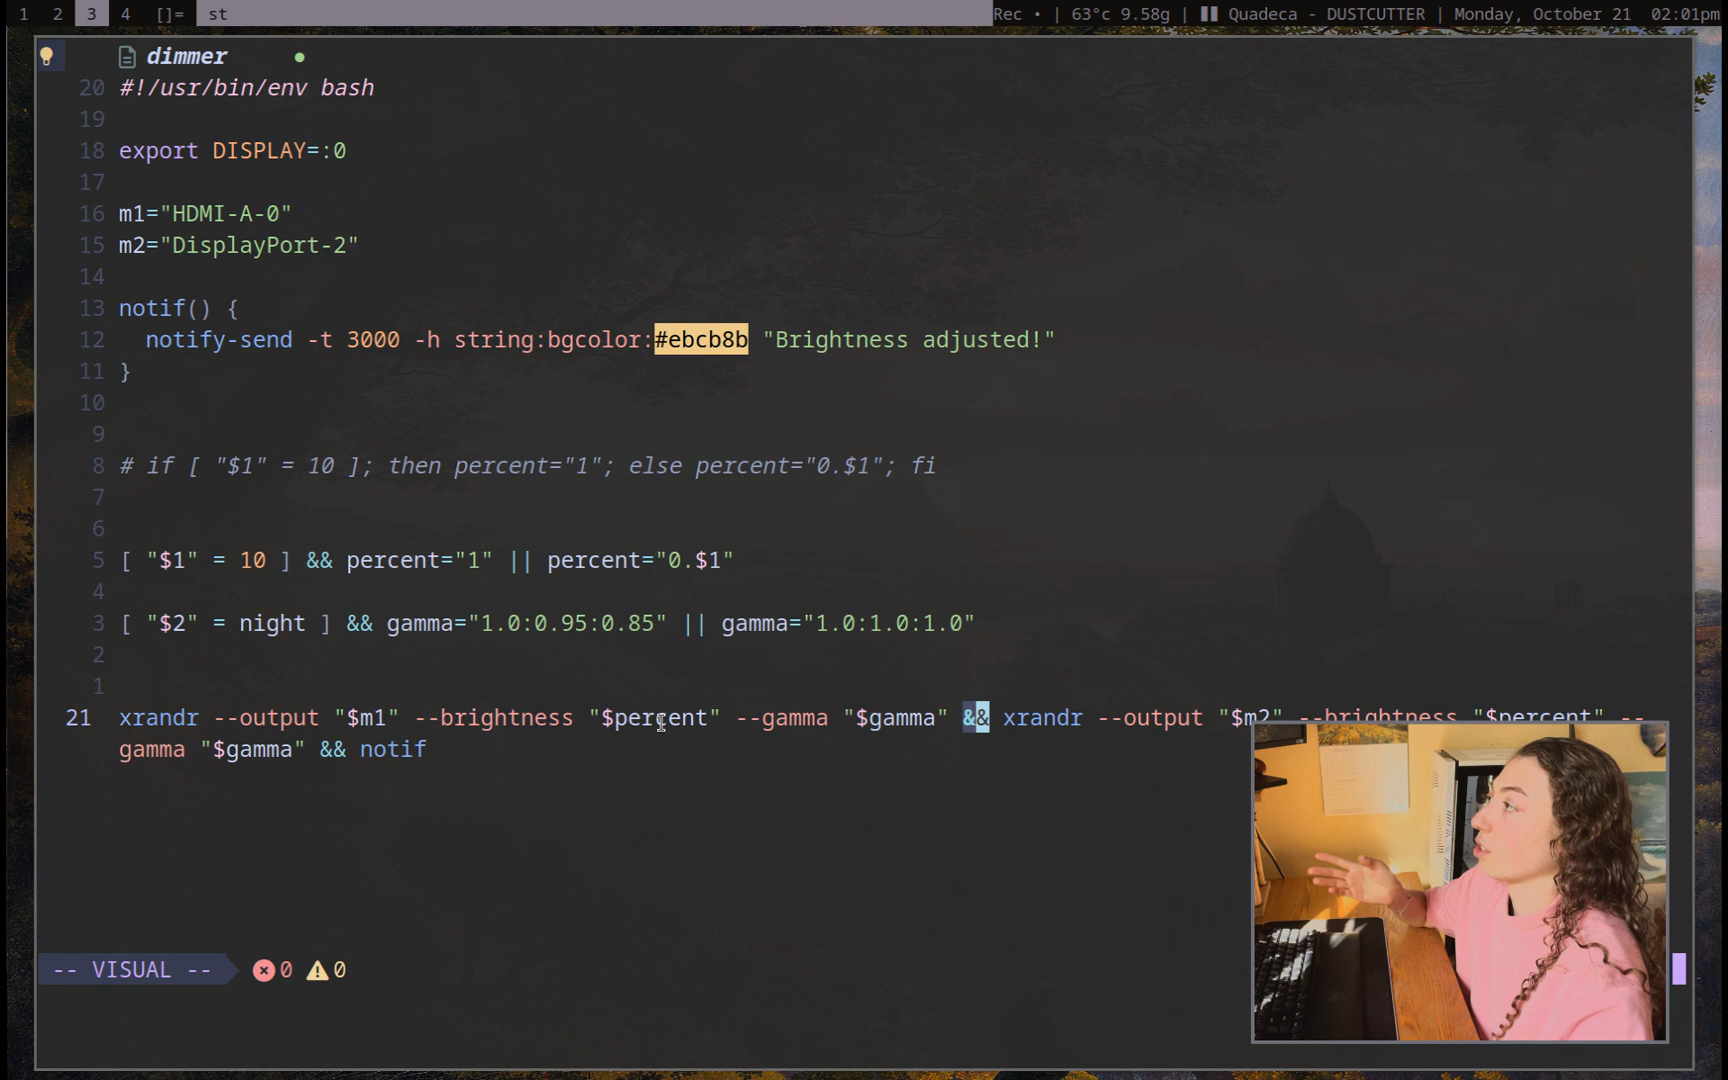 1 2 3 4 []= st Rec • | 63°c 9.58g | Quadeca - DUSTCUTTER | Monday, October 21 02:01pm
dimmer
20 #!/usr/bin/env bash
19
18 export DISPLAY=:0
17
16 m1="HDMI-A-0"
15 m2="DisplayPort-2"
14
13 notif() {
12 notify-send -t 3000 -h string:bgcolor:#ebcb8b "Brightness adjusted!"
11 }
10
9
8 # if [ "$1" = 10 ]; then percent="1"; else percent="0.$1"; fi
7
6
5 [ "$1" = 10 ] && percent="1" || percent="0.$1"
4
3 [ "$2" = night ] && gamma="1.0:0.95:0.85" || gamma="1.0:1.0:1.0"
2
1
21 xrandr --output "$m1" --brightness "$percent" --gamma "$gamma" && xrandr --output "$m2" --brightness "$percent" --
gamma "$gamma" && notif
-- VISUAL -- 0 0